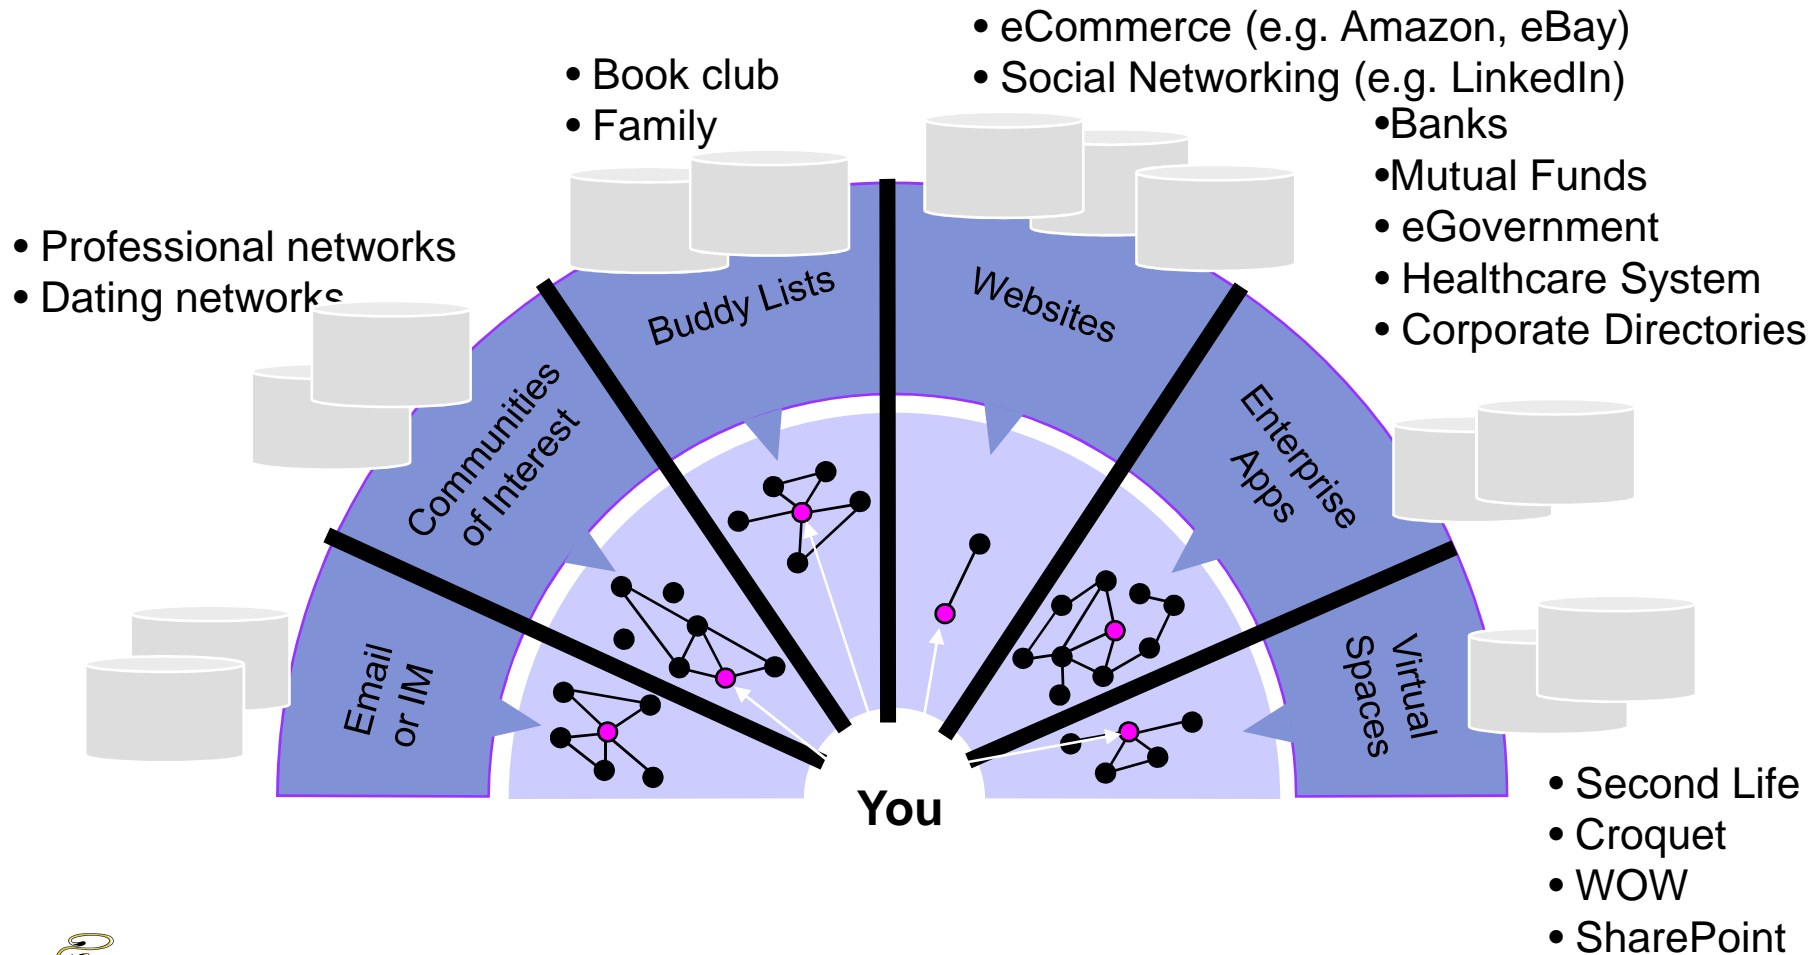 • eCommerce (e.g. Amazon, eBay)
• Social Networking (e.g. LinkedIn)
• Book club
• Family
•Banks
•Mutual Funds
• eGovernment
• Healthcare System
• Corporate Directories
• Professional networks
• Dating networks
Buddy Lists
Websites
Communities
of Interest
Enterprise
Apps
Email
or IM
Virtual
Spaces
You
• Second Life
• Croquet
• WOW
• SharePoint